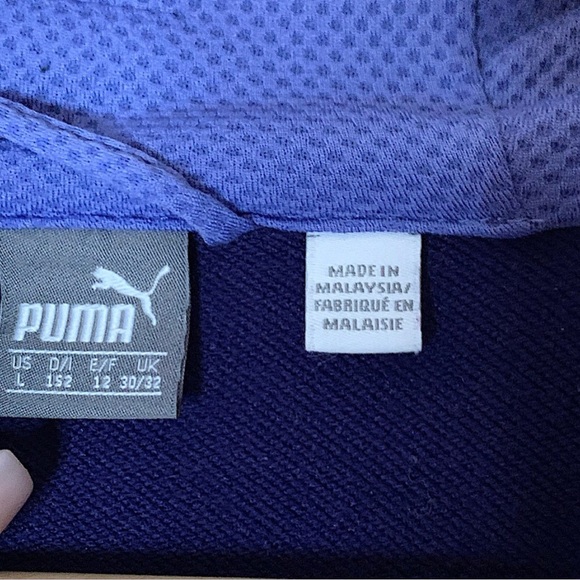 PUMA
US D/I E/F UK
L 152 12 30/32
MADE IN
MALAYSIA/
FABRIQUÉ EN
MALAISIE